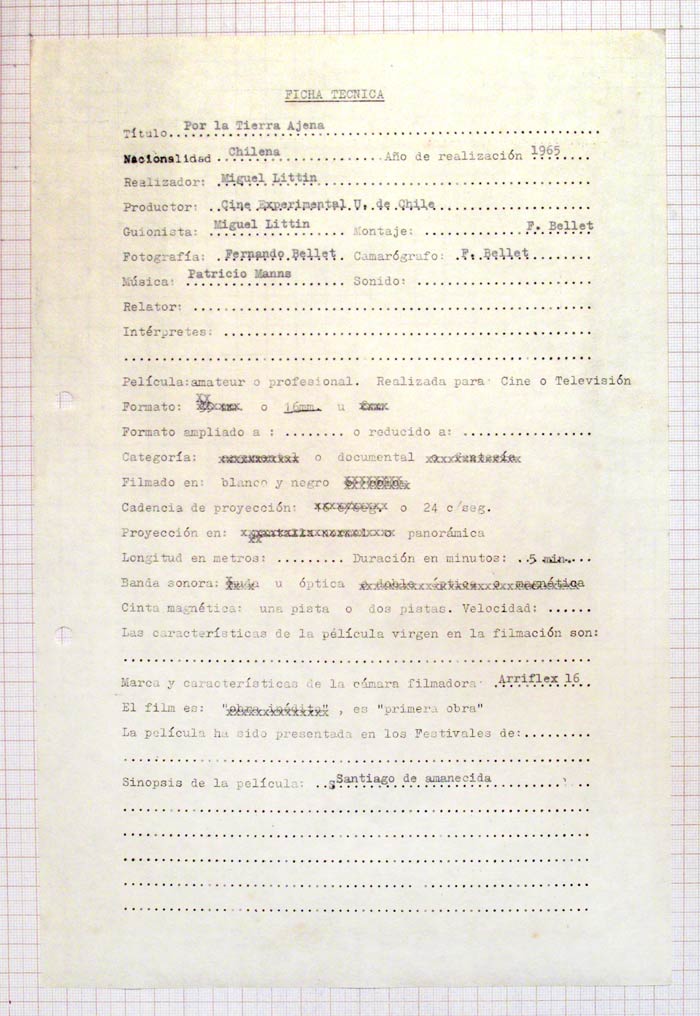 FICHA TECNICA
Título..Por la Tierra Ajena..................................
Nacionalidad .Chilena.............Año de realización 1965....
Realizador: .Miguel Littin...................................
Productor: ..Cine Experimental U. de Chile...................
Guionista: Miguel Littin......... Montaje: ........F. Bellet
Fotografía: .Fernando Bellet. Camarógrafo: F. Bellet.........
Música: Patricio Manns........... Sonido: ...................
Relator: ....................................................
Intérpretes: ................................................
.............................................................
Película:amateur o profesional. Realizada para Cine o Televisión
Formato: o 16mm. u
Formato ampliado a : ........ o reducido a: .................
Categoría: o documental
Filmado en: blanco y negro
Cadencia de proyección: o 24 c/seg.
Proyección en: o panorámica
Longitud en metros: ......... Duración en minutos: ..5 min...
Banda sonora: muda u óptica o doble óptica o magnética
Cinta magnética: una pista o dos pistas. Velocidad: ......
Las características de la película virgen en la filmación son:
.............................................................
Marca y características de la cámara filmadora Arriflex 16
El film es: "obra inédita" , es "primera obra"
La película ha sido presentada en los Festivales de:.........
.............................................................
Sinopsis de la película: ..Santiago de amanecida.............
.............................................................
.............................................................
.............................................................
.............................................................
.............................................................